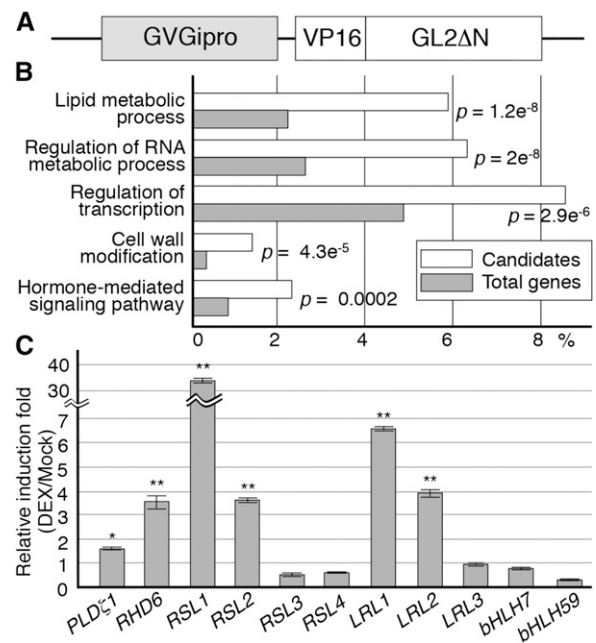 A
GVGipro
VP16
GL2ΔN
B
Lipid metabolic
process
p = 1.2e-8
Regulation of RNA
metabolic process
p = 2e-8
Regulation of
transcription
p = 2.9e-6
Cell wall
modification
p = 4.3e-5
Hormone-mediated
signaling pathway
p = 0.0002
Candidates
Total genes
0 2 4 6 8 %
C
Relative induction fold
(DEX/Mock)
40
30
7
6
5
4
3
2
1
0
*
**
**
**
**
**
PLDζ1
RHD6
RSL1
RSL2
RSL3
RSL4
LRL1
LRL2
LRL3
bHLH7
bHLH59